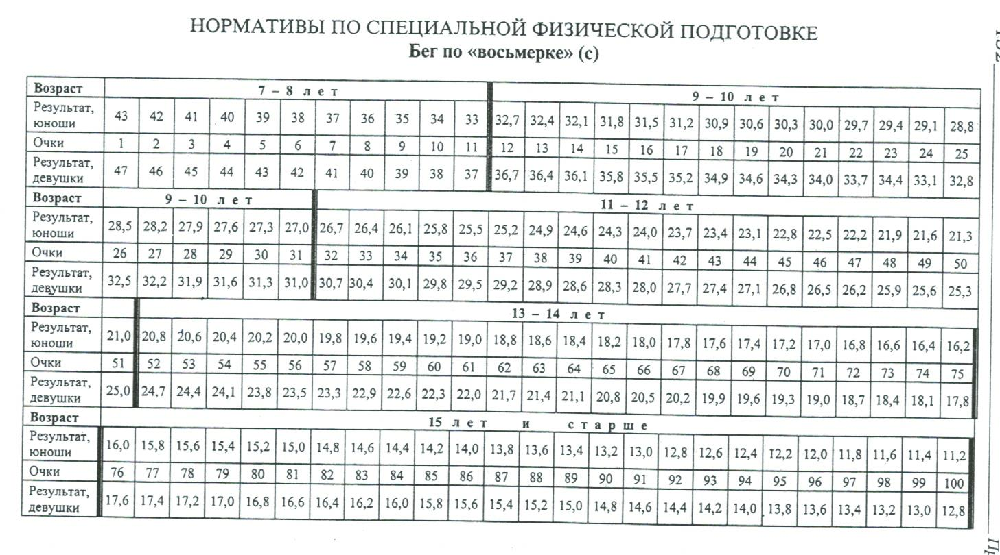 НОРМАТИВЫ ПО СПЕЦИАЛЬНОЙ ФИЗИЧЕСКОЙ ПОДГОТОВКЕ
Бег по «восьмерке» (с)
Возраст 7 – 8 лет 9 – 10 лет
Результат, юноши 43 42 41 40 39 38 37 36 35 34 33 32,7 32,4 32,1 31,8 31,5 31,2 30,9 30,6 30,3 30,0 29,7 29,4 29,1 28,8
Очки 1 2 3 4 5 6 7 8 9 10 11 12 13 14 15 16 17 18 19 20 21 22 23 24 25
Результат, девушки 47 46 45 44 43 42 41 40 39 38 37 36,7 36,4 36,1 35,8 35,5 35,2 34,9 34,6 34,3 34,0 33,7 34,4 33,1 32,8
Возраст 9 – 10 лет 11 – 12 лет
Результат, юноши 28,5 28,2 27,9 27,6 27,3 27,0 26,7 26,4 26,1 25,8 25,5 25,2 24,9 24,6 24,3 24,0 23,7 23,4 23,1 22,8 22,5 22,2 21,9 21,6 21,3
Очки 26 27 28 29 30 31 32 33 34 35 36 37 38 39 40 41 42 43 44 45 46 47 48 49 50
Результат, девушки 32,5 32,2 31,9 31,6 31,3 31,0 30,7 30,4 30,1 29,8 29,5 29,2 28,9 28,6 28,3 28,0 27,7 27,4 27,1 26,8 26,5 26,2 25,9 25,6 25,3
Возраст 13 – 14 лет
Результат, юноши 21,0 20,8 20,6 20,4 20,2 20,0 19,8 19,6 19,4 19,2 19,0 18,8 18,6 18,4 18,2 18,0 17,8 17,6 17,4 17,2 17,0 16,8 16,6 16,4 16,2
Очки 51 52 53 54 55 56 57 58 59 60 61 62 63 64 65 66 67 68 69 70 71 72 73 74 75
Результат, девушки 25,0 24,7 24,4 24,1 23,8 23,5 23,3 22,9 22,6 22,3 22,0 21,7 21,4 21,1 20,8 20,5 20,2 19,9 19,6 19,3 19,0 18,7 18,4 18,1 17,8
Возраст 15 лет и старше
Результат, юноши 16,0 15,8 15,6 15,4 15,2 15,0 14,8 14,6 14,4 14,2 14,0 13,8 13,6 13,4 13,2 13,0 12,8 12,6 12,4 12,2 12,0 11,8 11,6 11,4 11,2
Очки 76 77 78 79 80 81 82 83 84 85 86 87 88 89 90 91 92 93 94 95 96 97 98 99 100
Результат, девушки 17,6 17,4 17,2 17,0 16,8 16,6 16,4 16,2 16,0 15,8 15,6 15,4 15,2 15,0 14,8 14,6 14,4 14,2 14,0 13,8 13,6 13,4 13,2 13,0 12,8